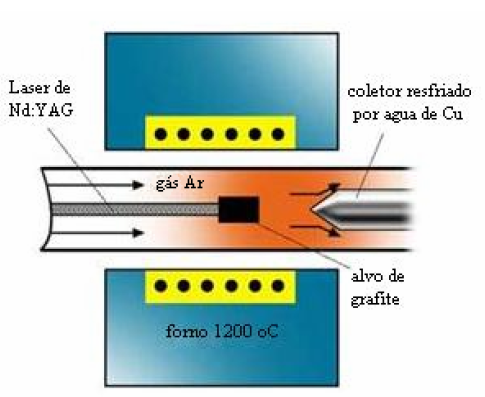 Laser de
Nd:YAG
coletor resfriado
por agua de Cu
gás Ar
alvo de
grafite
forno 1200 oC